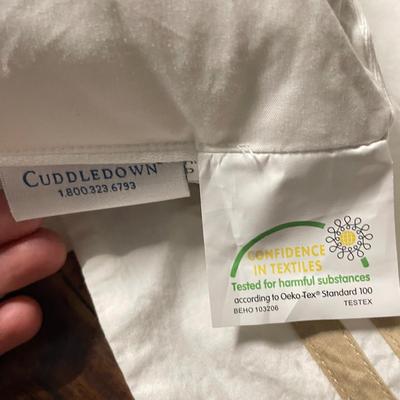 CUDDLEDOWN™
1.800.323.6793
CONFIDENCE
IN TEXTILES
Tested for harmful substances
according to Oeko-Tex® Standard 100
BEHO 103206 TESTEX